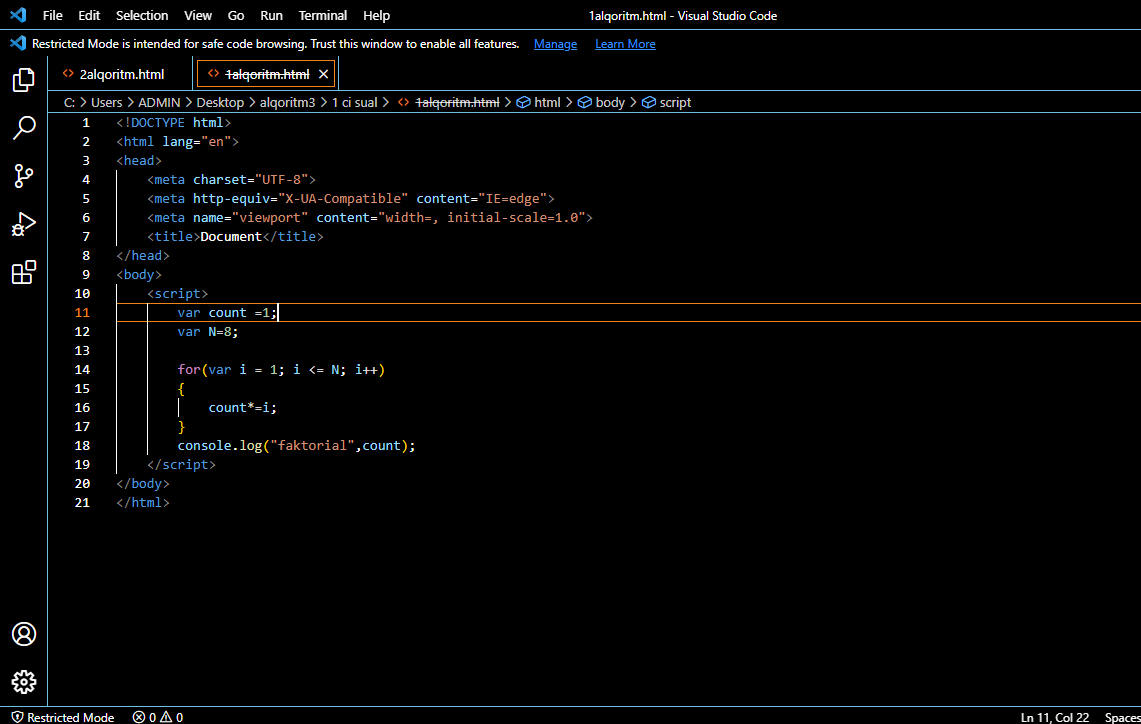 File Edit Selection View Go Run Terminal Help 1alqoritm.html - Visual Studio Code
Restricted Mode is intended for safe code browsing. Trust this window to enable all features. Manage Learn More
2alqoritm.html 1alqoritm.html
C: > Users > ADMIN > Desktop > alqoritm3 > 1 ci sual > 1alqoritm.html > html > body > script
1 <!DOCTYPE html>
2 <html lang="en">
3 <head>
4 <meta charset="UTF-8">
5 <meta http-equiv="X-UA-Compatible" content="IE=edge">
6 <meta name="viewport" content="width=, initial-scale=1.0">
7 <title>Document</title>
8 </head>
9 <body>
10 <script>
11 var count =1;
12 var N=8;
13
14 for(var i = 1; i <= N; i++)
15 {
16 count*=i;
17 }
18 console.log("faktorial",count);
19 </script>
20 </body>
21 </html>
Restricted Mode 0 0 Ln 11, Col 22 Spaces